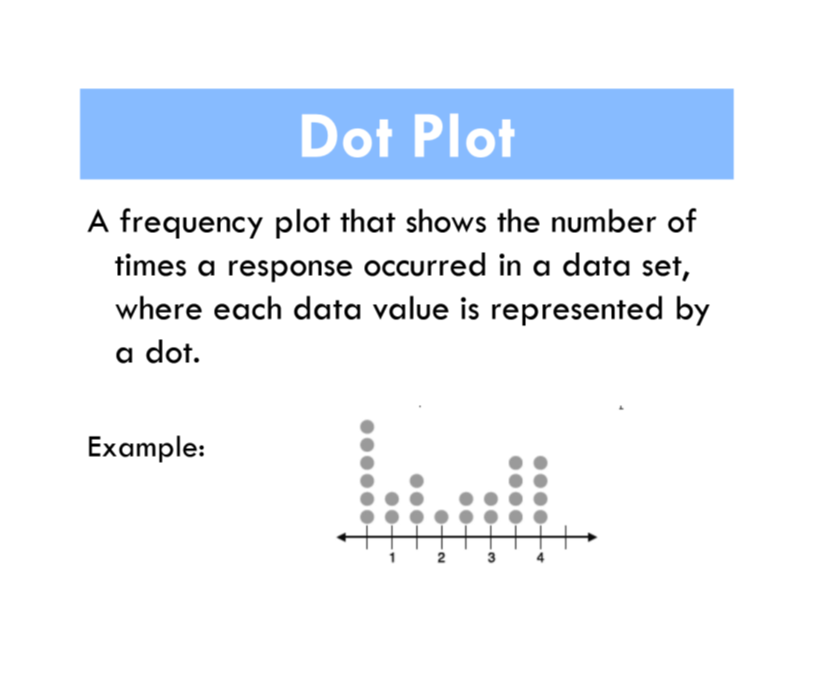 Dot Plot
A frequency plot that shows the number of
times a response occurred in a data set,
where each data value is represented by
a dot.
Example:
1 2 3 4